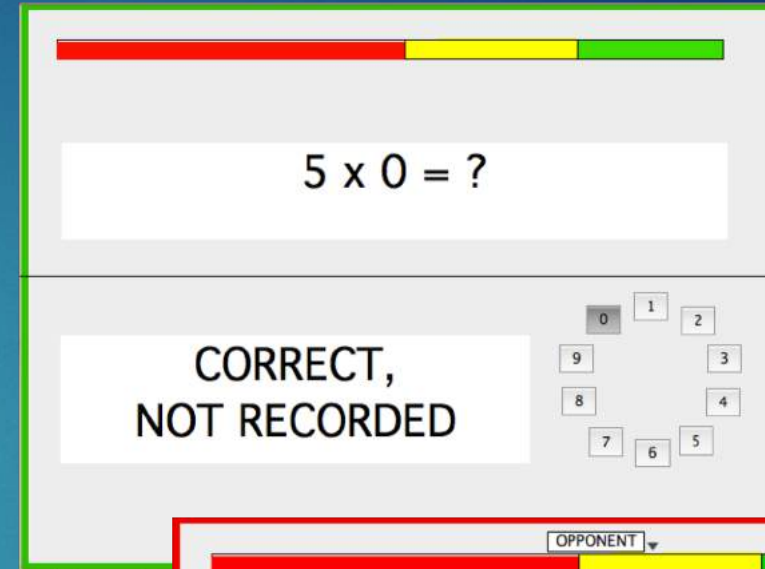 5 x 0 = ?
CORRECT,
NOT RECORDED
0
1
2
3
4
5
6
7
8
9
OPPONENT